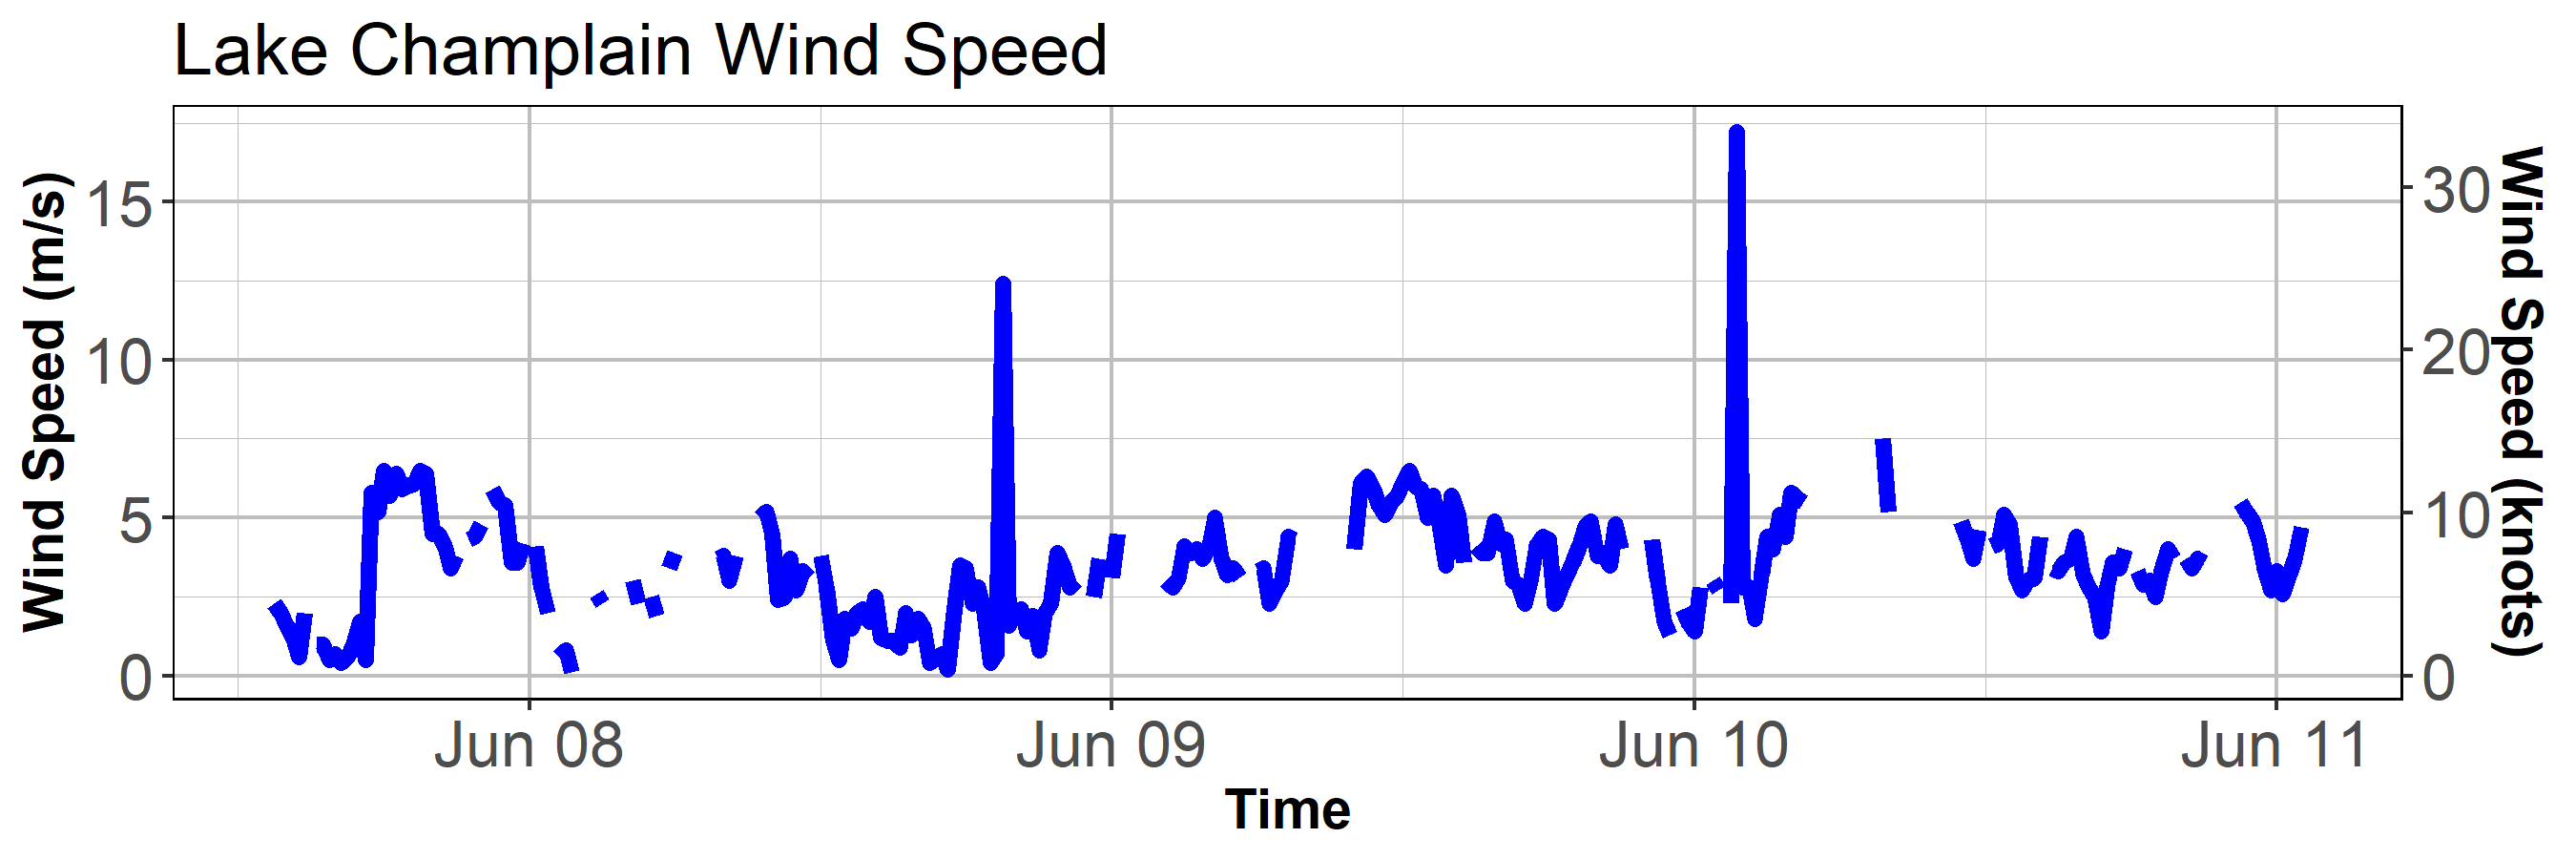 Lake Champlain Wind Speed
Wind Speed (m/s)
15
10
5
0
30
20
10
0
Wind Speed (knots)
Jun 08
Jun 09
Jun 10
Jun 11
Time